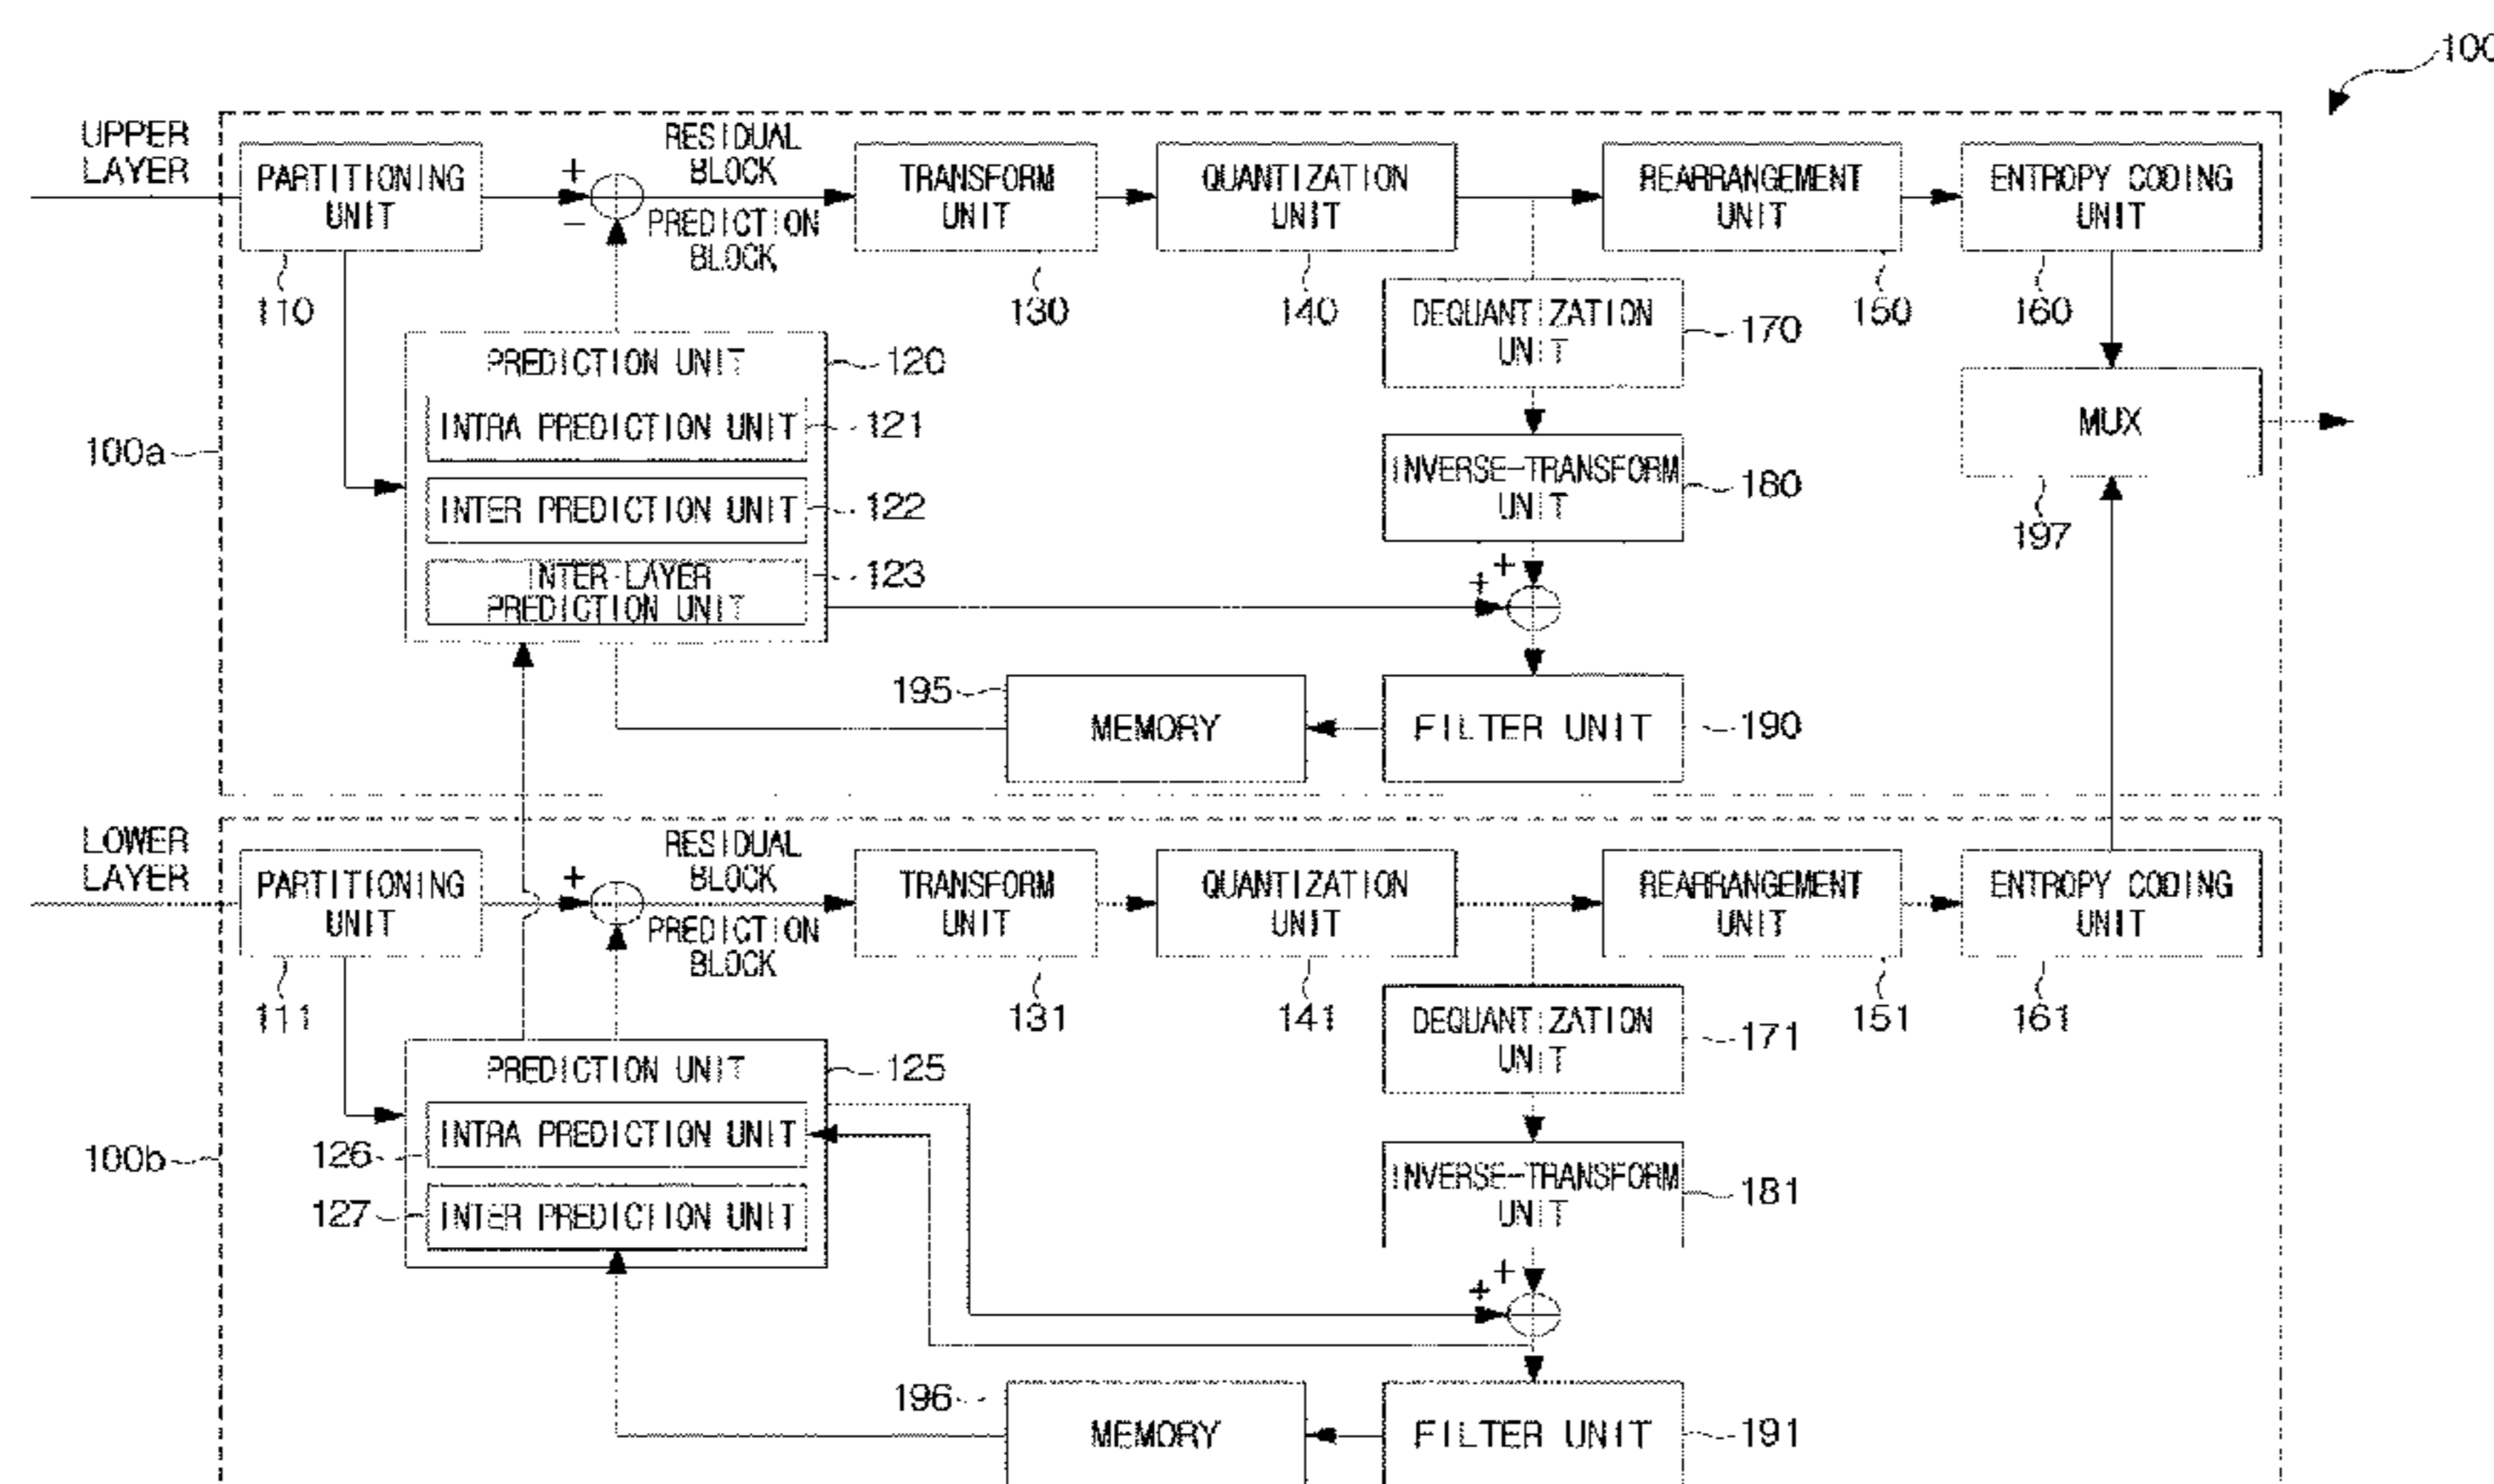 100
UPPER
LAYER
PARTITIONING
UNIT
+
−
RESIDUAL
BLOCK
PREDICTION
BLOCK
TRANSFORM
UNIT
QUANTIZATION
UNIT
REARRANGEMENT
UNIT
ENTROPY CODING
UNIT
110
130
140
150
160
DEQUANTIZATION
UNIT
170
PREDICTION UNIT
120
INTRA PREDICTION UNIT
121
INTER PREDICTION UNIT
122
INTER-LAYER
PREDICTION UNIT
123
100a
MUX
197
INVERSE-TRANSFORM
UNIT
180
+
+
195
MEMORY
FILTER UNIT
190
LOWER
LAYER
PARTITIONING
UNIT
+
RESIDUAL
BLOCK
PREDICTION
BLOCK
TRANSFORM
UNIT
QUANTIZATION
UNIT
REARRANGEMENT
UNIT
ENTROPY CODING
UNIT
111
131
141
151
161
DEQUANTIZATION
UNIT
171
PREDICTION UNIT
125
INTRA PREDICTION UNIT
126
INTER PREDICTION UNIT
127
100b
INVERSE-TRANSFORM
UNIT
181
+
+
196
MEMORY
FILTER UNIT
191